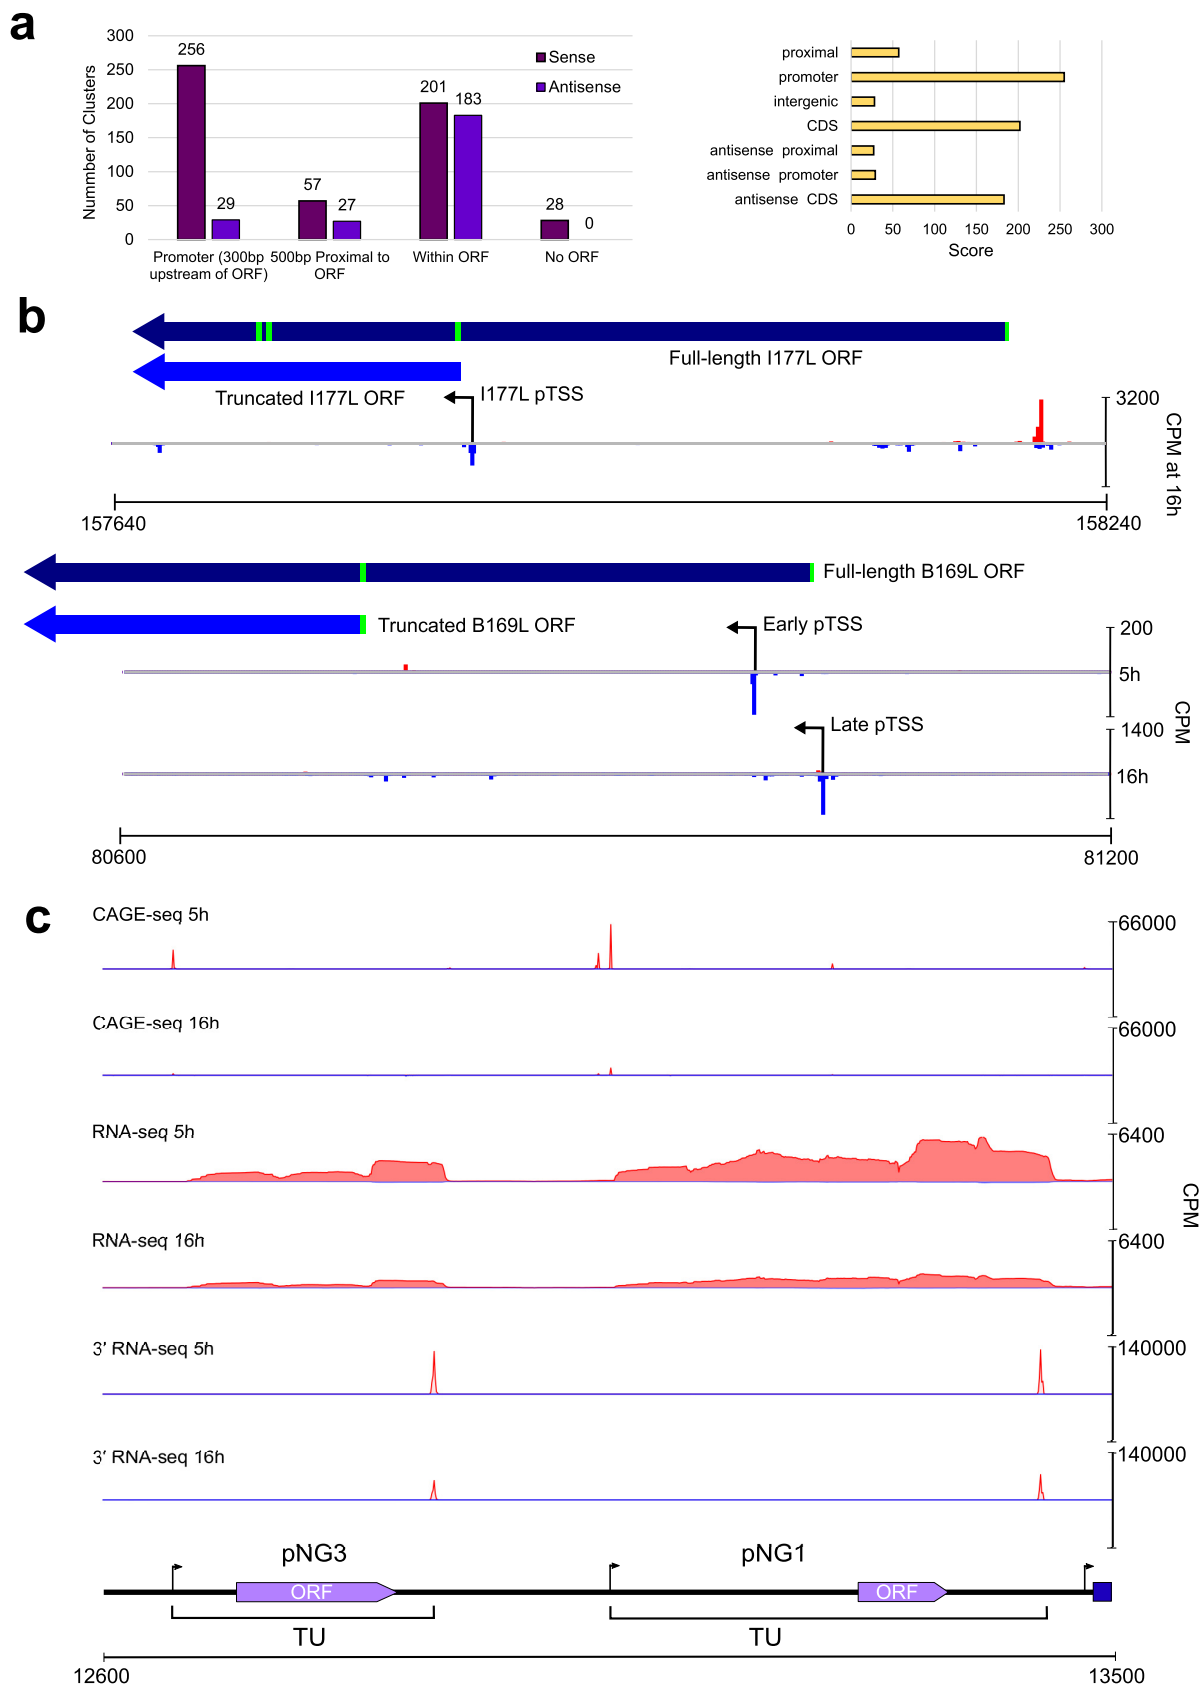 a
Nummber of Clusters
300
250
200
150
100
50
0
256
29
57
27
201
183
28
0
Sense
Antisense
Promoter (300bp
upstream of ORF)
500bp Proximal to
ORF
Within ORF
No ORF
proximal
promoter
intergenic
CDS
antisense proximal
antisense promoter
antisense CDS
0 50 100 150 200 250 300
Score
b
Full-length I177L ORF
Truncated I177L ORF
I177L pTSS
3200
CPM at 16h
157640
158240
Full-length B169L ORF
Truncated B169L ORF
Early pTSS
200
5h
Late pTSS
1400
16h
CPM
80600
81200
c
CAGE-seq 5h
66000
CAGE-seq 16h
66000
RNA-seq 5h
6400
CPM
RNA-seq 16h
6400
3' RNA-seq 5h
140000
3' RNA-seq 16h
140000
pNG3
pNG1
ORF
ORF
TU
TU
12600
13500